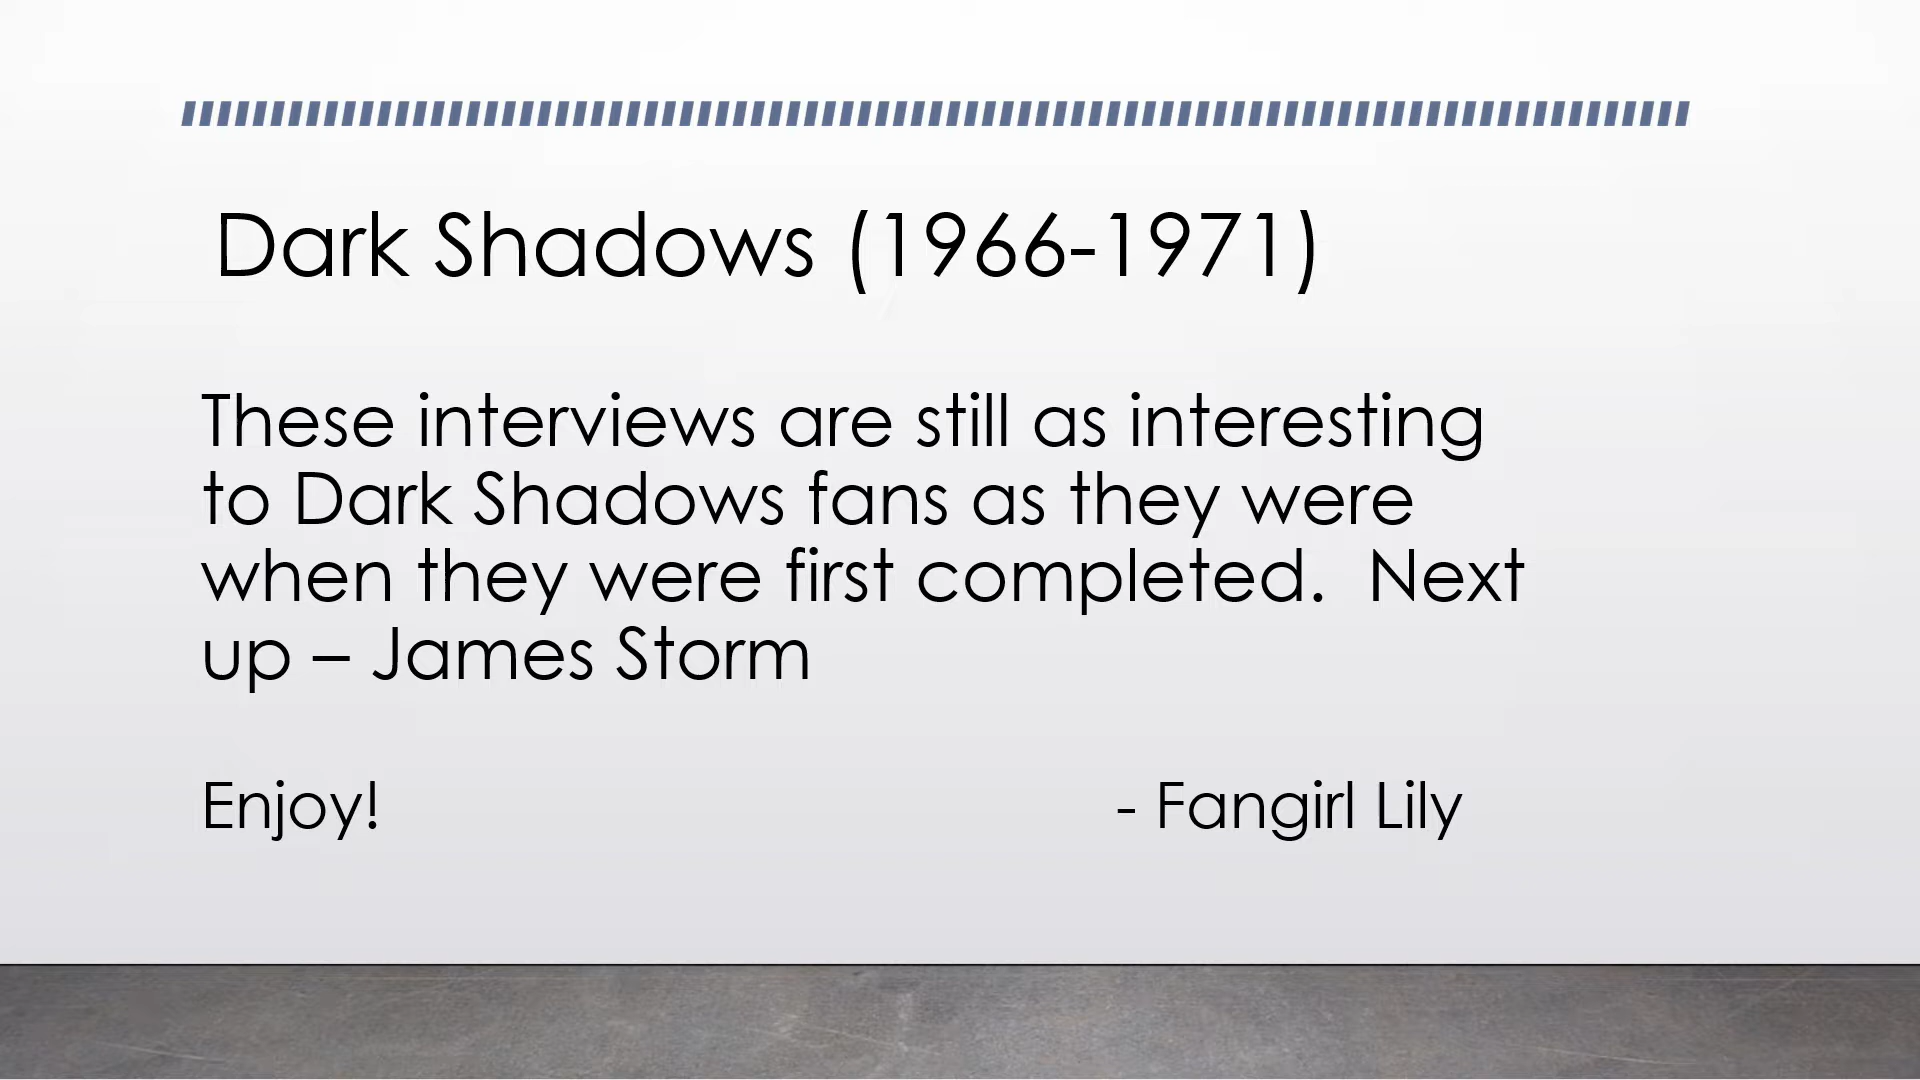 Dark Shadows (1966-1971)
These interviews are still as interesting
to Dark Shadows fans as they were
when they were first completed.  Next
up – James Storm
Enjoy!
- Fangirl Lily